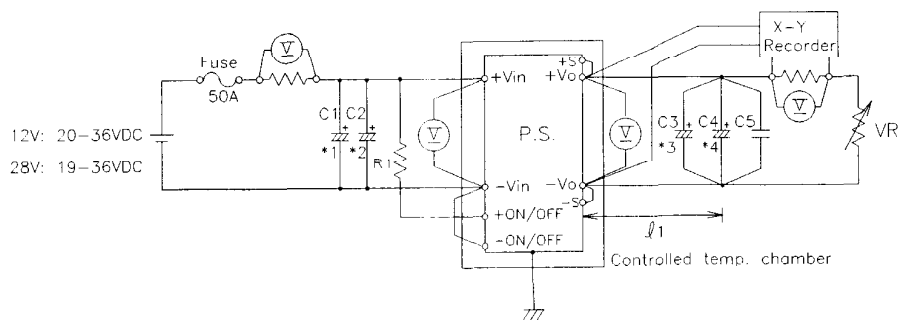 X-Y
Recorder
Fuse
50A
V
+S
+Vin
+Vo
C1
C2
*1
*2
R1
V
P.S.
V
C3
C4
C5
*3
*4
V
VR
12V: 20-36VDC
28V: 19-36VDC
-Vin
-Vo
-S
+ON/OFF
-ON/OFF
ℓ1
Controlled temp. chamber